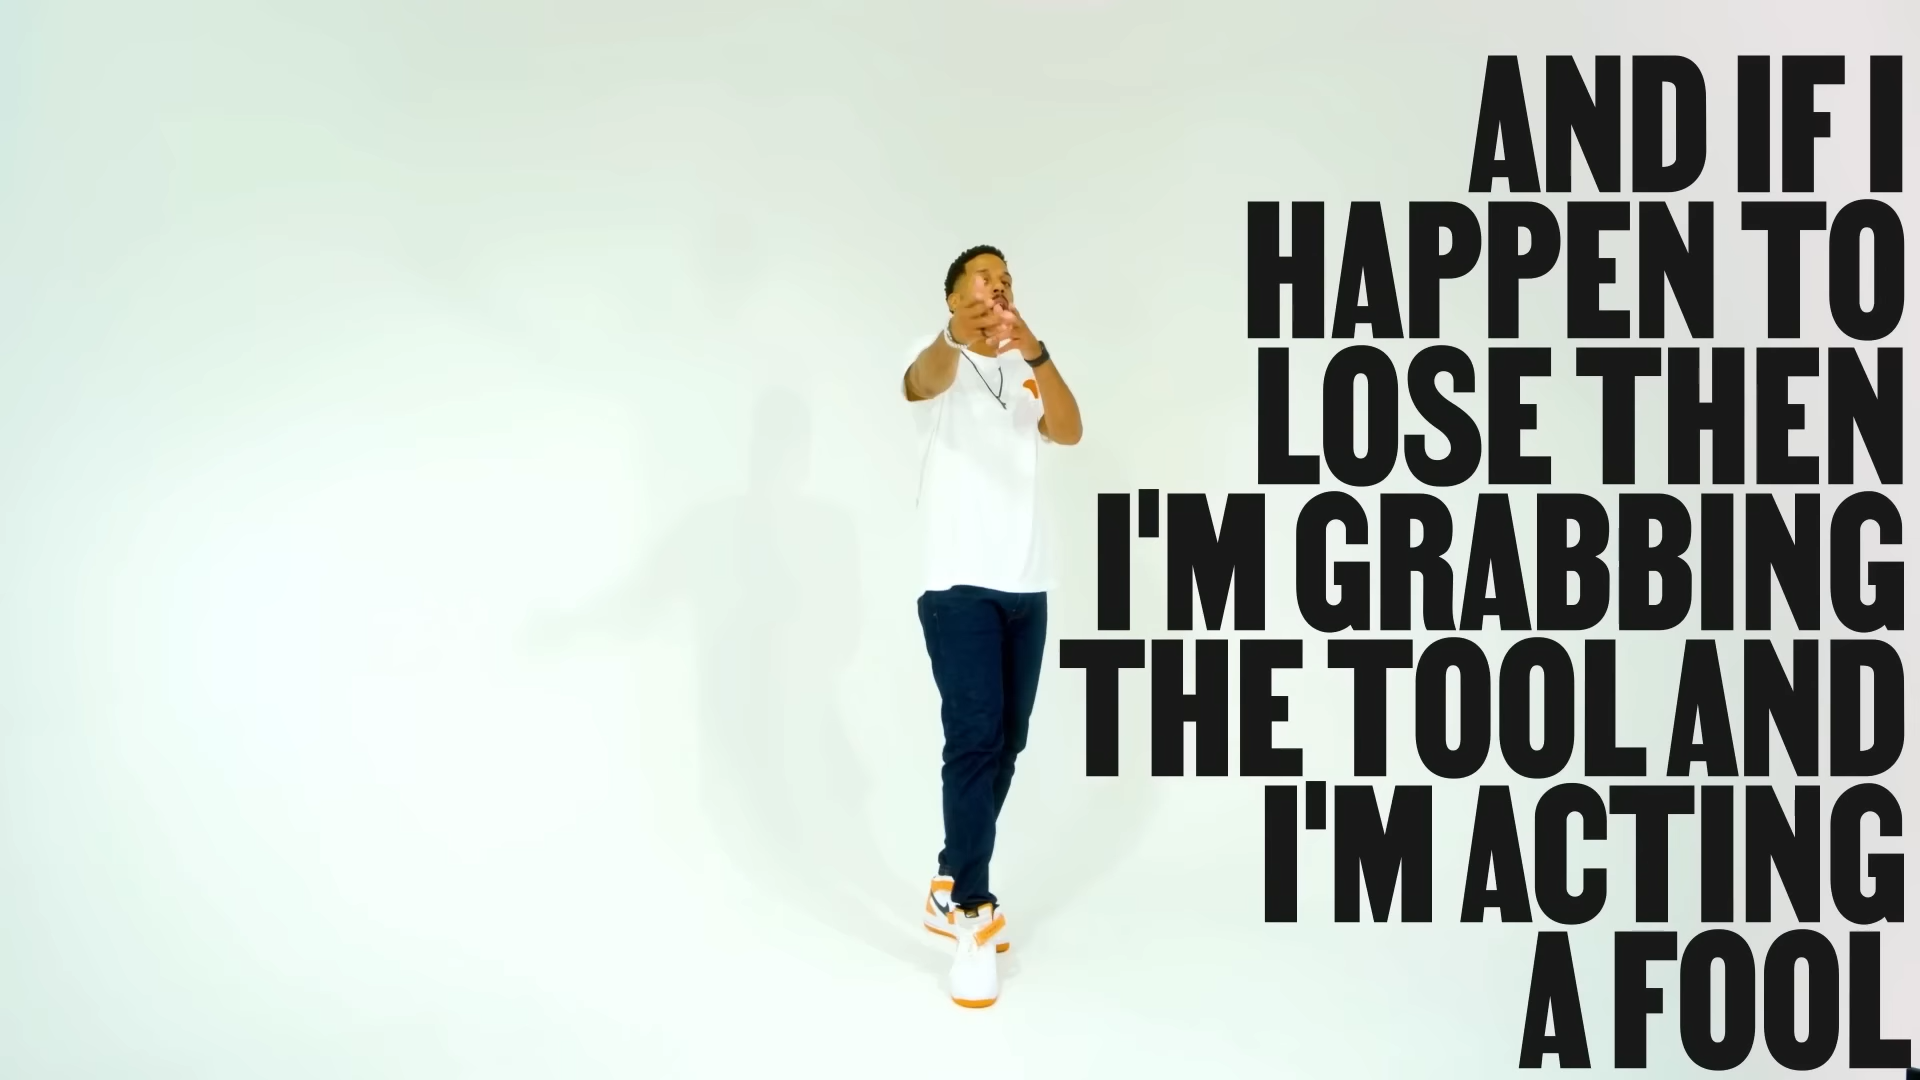 AND IF I
HAPPEN TO
LOSE THEN
I'M GRABBING
THE TOOL AND
I'M ACTING
A FOOL